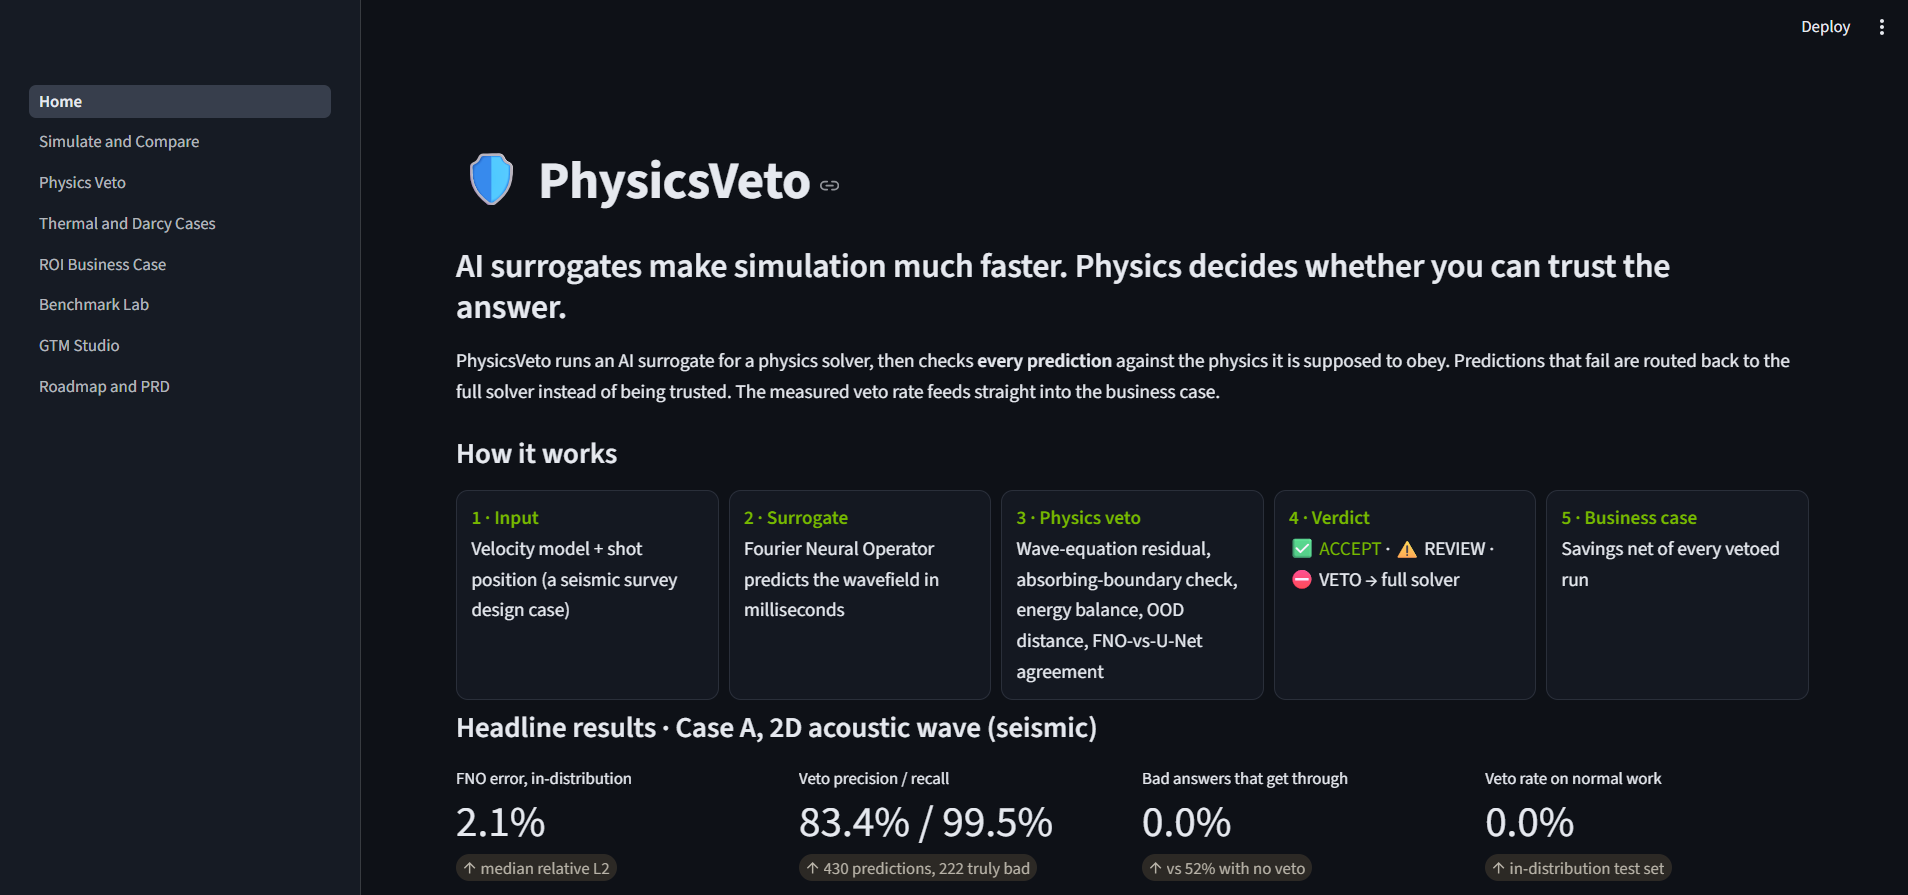 Deploy
Home
Simulate and Compare
Physics Veto
Thermal and Darcy Cases
ROI Business Case
Benchmark Lab
GTM Studio
Roadmap and PRD
PhysicsVeto
AI surrogates make simulation much faster. Physics decides whether you can trust the
answer.
PhysicsVeto runs an AI surrogate for a physics solver, then checks every prediction against the physics it is supposed to obey. Predictions that fail are routed back to the
full solver instead of being trusted. The measured veto rate feeds straight into the business case.
How it works
1 · Input
Velocity model + shot
position (a seismic survey
design case)
2 · Surrogate
Fourier Neural Operator
predicts the wavefield in
milliseconds
3 · Physics veto
Wave-equation residual,
absorbing-boundary check,
energy balance, OOD
distance, FNO-vs-U-Net
agreement
4 · Verdict
✅ ACCEPT · ⚠️ REVIEW ·
⛔ VETO → full solver
5 · Business case
Savings net of every vetoed
run
Headline results · Case A, 2D acoustic wave (seismic)
FNO error, in-distribution
2.1%
↑ median relative L2
Veto precision / recall
83.4% / 99.5%
↑ 430 predictions, 222 truly bad
Bad answers that get through
0.0%
↑ vs 52% with no veto
Veto rate on normal work
0.0%
↑ in-distribution test set